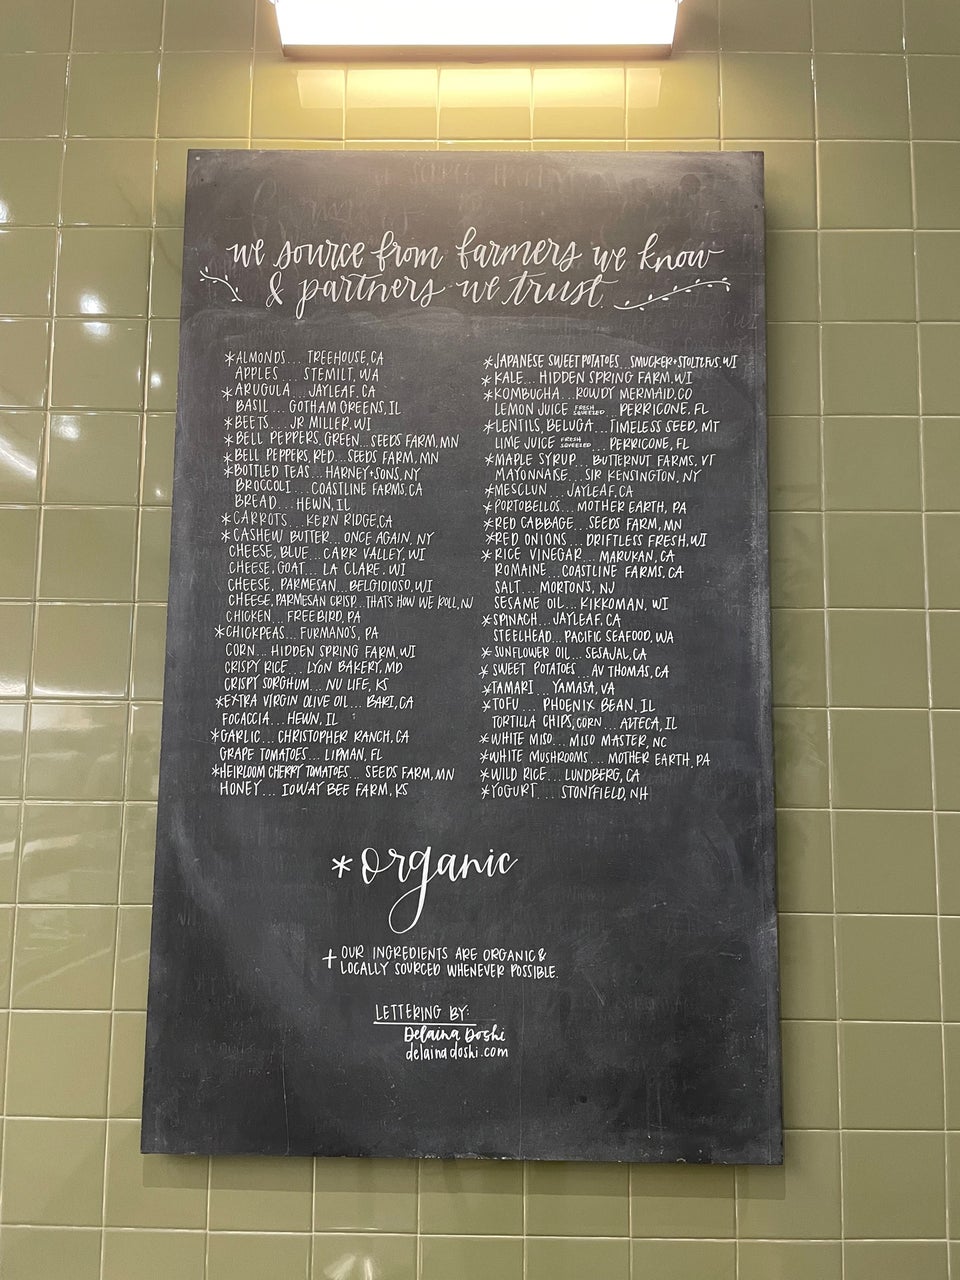 we source from farmers we know
& partners we trust
*ALMONDS... TREEHOUSE, CA
APPLES... STEMILT, WA
*ARUGULA... JAYLEAF, CA
BASIL... GOTHAM GREENS, IL
*BEETS... JR MILLER, WI
*BELL PEPPERS, GREEN... SEEDS FARM, MN
*BELL PEPPERS, RED... SEEDS FARM, MN
*BOTTLED TEAS... HARNEY+SONS, NY
BROCCOLI... COASTLINE FARMS, CA
BREAD... HEWN, IL
*CARROTS... KERN RIDGE, CA
*CASHEW BUTTER... ONCE AGAIN, NY
CHEESE, BLUE... CARR VALLEY, WI
CHEESE, GOAT... LA CLARE, WI
CHEESE, PARMESAN... BELGIOIOSO, WI
CHEESE, PARMESAN CRISP... THATS HOW WE ROLL, NJ
CHICKEN... FREEBIRD, PA
*CHICKPEAS... FURMANO'S, PA
CORN... HIDDEN SPRING FARM, WI
CRISPY RICE... LYON BAKERY, MD
CRISPY SORGHUM... NU LIFE, KS
*EXTRA VIRGIN OLIVE OIL... BARI, CA
FOCACCIA... HEWN, IL
*GARLIC... CHRISTOPHER RANCH, CA
GRAPE TOMATOES... LIPMAN, FL
*HEIRLOOM CHERRY TOMATOES... SEEDS FARM, MN
HONEY... IOWAY BEE FARM, KS
*JAPANESE SWEET POTATOES... SMUCKER+STOLTZFUS, WI
*KALE... HIDDEN SPRING FARM, WI
*KOMBUCHA... ROWDY MERMAID, CO
LEMON JUICE FRESH SQUEEZED... PERRICONE, FL
*LENTILS, BELUGA... TIMELESS SEED, MT
LIME JUICE FRESH SQUEEZED... PERRICONE, FL
*MAPLE SYRUP... BUTTERNUT FARMS, VT
MAYONNAISE... SIR KENSINGTON, NY
*MESCLUN... JAYLEAF, CA
*PORTOBELLOS... MOTHER EARTH, PA
*RED CABBAGE... SEEDS FARM, MN
*RED ONIONS... DRIFTLESS FRESH, WI
*RICE VINEGAR... MARUKAN, CA
ROMAINE... COASTLINE FARMS, CA
SALT... MORTON'S, NJ
SESAME OIL... KIKKOMAN, WI
*SPINACH... JAYLEAF, CA
STEELHEAD... PACIFIC SEAFOOD, WA
*SUNFLOWER OIL... SESAJAL, CA
*SWEET POTATOES... AV THOMAS, CA
*TAMARI... YAMASA, VA
*TOFU... PHOENIX BEAN, IL
TORTILLA CHIPS, CORN... AZTECA, IL
*WHITE MISO... MISO MASTER, NC
*WHITE MUSHROOMS... MOTHER EARTH, PA
*WILD RICE... LUNDBERG, CA
*YOGURT... STONYFIELD, NH
*organic
+ OUR INGREDIENTS ARE ORGANIC &
LOCALLY SOURCED WHENEVER POSSIBLE.
LETTERING BY:
Delaina Doshi
delainadoshi.com